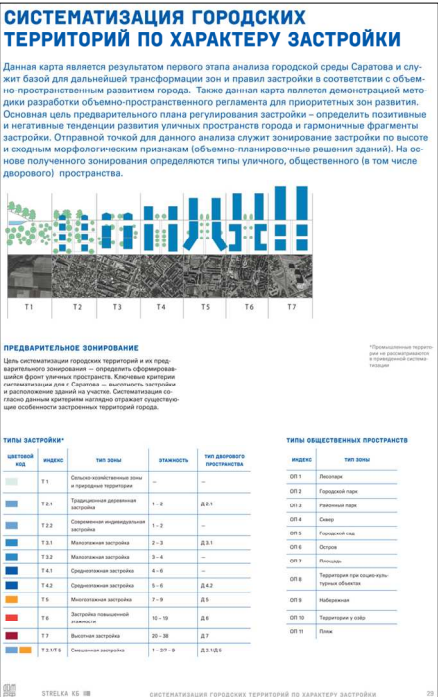 СИСТЕМАТИЗАЦИЯ ГОРОДСКИХ
ТЕРРИТОРИЙ ПО ХАРАКТЕРУ ЗАСТРОЙКИ
Данная карта является результатом первого этапа анализа городской среды Саратова и слу-
жит базой для дальнейшей трансформации зон и правил застройки в соответствии с объем-
но-пространственным развитием города. Также данная карта является демонстрацией мето-
дики разработки объемно-пространственного регламента для приоритетных зон развития.
Основная цель предварительного плана регулирования застройки – определить позитивные
и негативные тенденции развития уличных пространств города и гармоничные фрагменты
застройки. Отправной точкой для данного анализа служит зонирование застройки по высоте
и сходным морфологическим признакам (объемно-планировочные решения зданий). На ос-
нове полученного зонирования определяются типы уличного, общественного (в том числе
дворового) пространства.
Т 1 Т 2 Т 3 Т 4 Т 5 Т 6 Т 7
ПРЕДВАРИТЕЛЬНОЕ ЗОНИРОВАНИЕ
Цель систематизации городских территорий и их пред-
варительного зонирования — определить сформировав-
шийся фронт уличных пространств. Ключевые критерии
систематизации для г. Саратова — высотность застройки
и расположение зданий на участке. Систематизация со-
гласно данным критериям наглядно отражает существую-
щие особенности застроенных территорий города.
*Промышленные террито-
рии не рассматриваются
в приведенной система-
тизации
ТИПЫ ЗАСТРОЙКИ*
ЦВЕТОВОЙ КОД ИНДЕКС ТИП ЗОНЫ ЭТАЖНОСТЬ ТИП ДВОРОВОГО ПРОСТРАНСТВА
Т 1 Сельско-хозяйственные зоны и природные территории – –
Т 2.1 Традиционная деревянная застройка 1 – 2 Д 2.1
Т 2.2 Современная индивидуальная застройка 1 – 2 –
Т 3.1 Малоэтажная застройка 2 – 3 Д 3.1
Т 3.2 Малоэтажная застройка 3 – 4 –
Т 4.1 Среднеэтажная застройка 4 – 6 –
Т 4.2 Среднеэтажная застройка 5 – 6 Д 4.2
Т 5 Многоэтажная застройка 7 – 9 Д 5
Т 6 Застройка повышенной 10 – 19 Д 6
Т 7 Высотная застройка 20 – 38 Д 7
Т 2.1/Т 5 Смешанная застройка
ТИПЫ ОБЩЕСТВЕННЫХ ПРОСТРАНСТВ
ИНДЕКС ТИП ЗОНЫ
ОП 1 Лесопарк
ОП 2 Городской парк
ОП 3 Районный парк
ОП 4 Сквер
ОП 5 Городской сад
ОП 6 Остров
ОП 7 Площадь
ОП 8 Территория при социо-куль-
турных объектах
ОП 9 Набережная
ОП 10 Территория у озёр
ОП 11 Пляж
STRELKA КБ СИСТЕМАТИЗАЦИЯ ГОРОДСКИХ ТЕРРИТОРИЙ ПО ХАРАКТЕРУ ЗАСТРОЙКИ 23